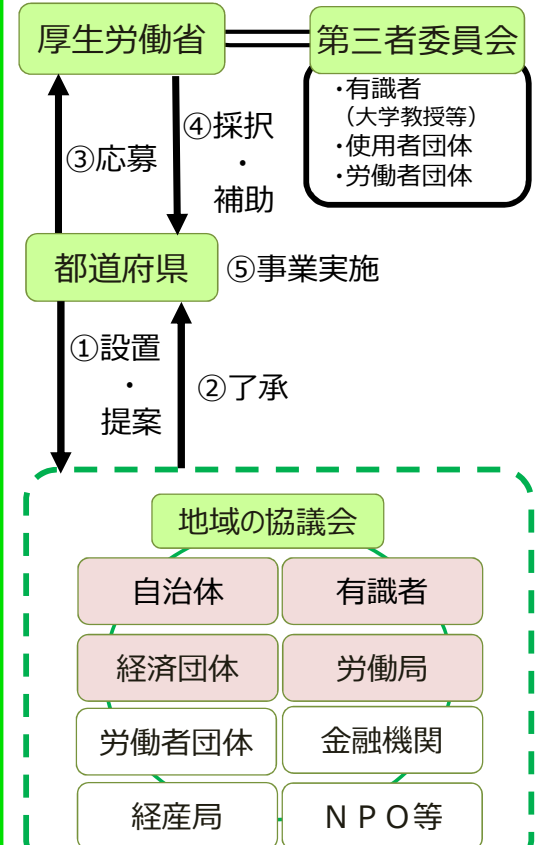 厚生労働省
第三者委員会
・有識者
（大学教授等）
・使用者団体
・労働者団体
③応募
④採択
・
補助
都道府県
⑤事業実施
①設置
・
提案
②了承
地域の協議会
自治体
有識者
経済団体
労働局
労働者団体
金融機関
経産局
ＮＰＯ等